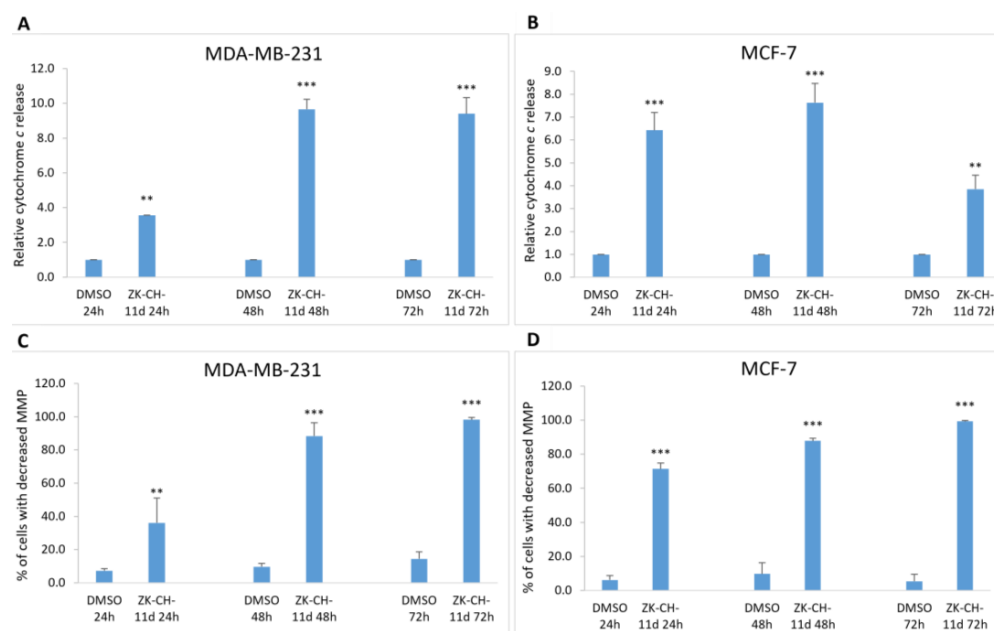 A
MDA-MB-231
Relative cytochrome c release
12.0
10.0
8.0
6.0
4.0
2.0
0.0
**
***
***
DMSO ZK-CH- DMSO ZK-CH- DMSO ZK-CH-
24h 11d 24h 48h 11d 48h 72h 11d 72h
B
MCF-7
Relative cytochrome c release
9.0
8.0
7.0
6.0
5.0
4.0
3.0
2.0
1.0
0.0
***
***
**
DMSO ZK-CH- DMSO ZK-CH- DMSO ZK-CH-
24h 11d 24h 48h 11d 48h 72h 11d 72h
C
MDA-MB-231
% of cells with decreased MMP
120.0
100.0
80.0
60.0
40.0
20.0
0.0
**
***
***
DMSO ZK-CH- DMSO ZK-CH- DMSO ZK-CH-
24h 11d 24h 48h 11d 48h 72h 11d 72h
D
MCF-7
% of cells with decreased MMP
120.0
100.0
80.0
60.0
40.0
20.0
0.0
***
***
***
DMSO ZK-CH- DMSO ZK-CH- DMSO ZK-CH-
24h 11d 24h 48h 11d 48h 72h 11d 72h